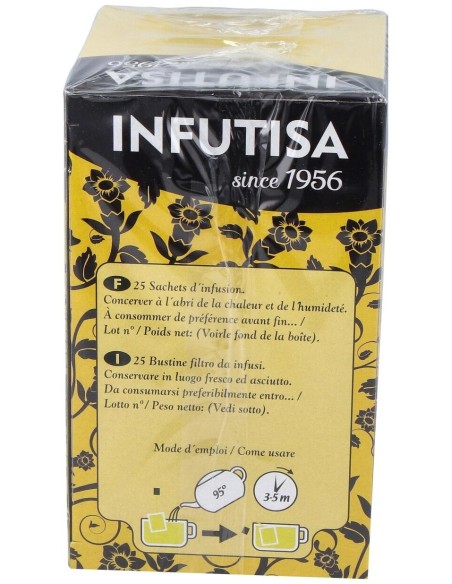 INFUTISA
INFUTISA
since 1956
F 25 Sachets d´infusion.
Concerver à l´abri de la chaleur et de l´humideté.
À consommer de préférence avant fin... /
Lot n°/ Poids net: (Voirle fond de la boîte).
I 25 Bustine filtro da infusi.
Conservare in luogo fresco ed asciutto.
Da consumarsi preferibilmente entro... /
Lotto n°/ Peso netto: (Vedi sotto).
Mode d´emploi / Come usare
95º
3-5 m